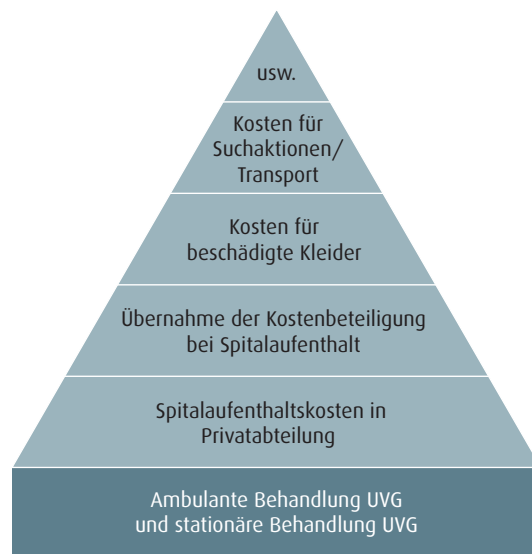 usw.
Kosten für
Suchaktionen/
Transport
Kosten für
beschädigte Kleider
Übernahme der Kostenbeteiligung
bei Spitalaufenthalt
Spitalaufenthaltskosten in
Privatabteilung
Ambulante Behandlung UVG
und stationäre Behandlung UVG